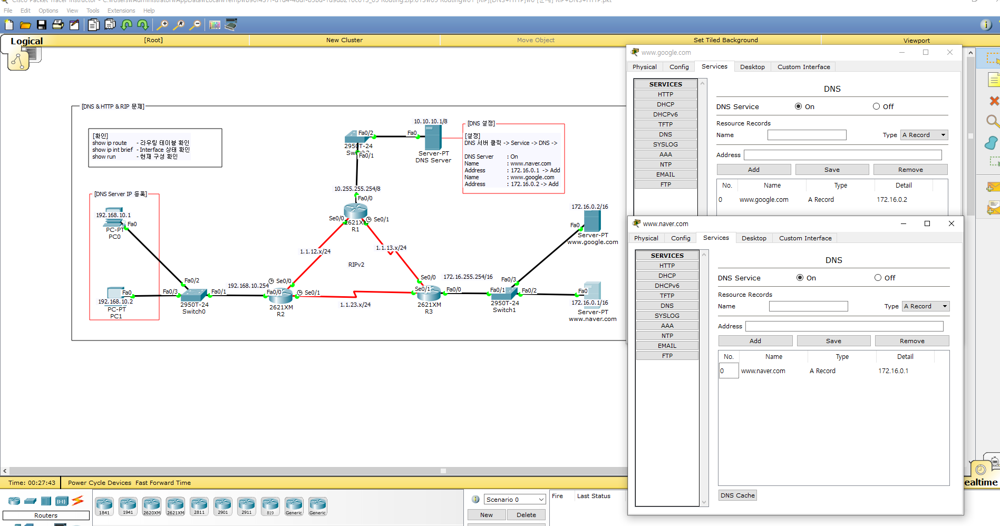 File Edit Options View Tools Extensions Help
Logical [Root] New Cluster Move Object Set Tiled Background Viewport
[DNS & HTTP & RIP 문제]
[확인]
show ip route - 라우팅 테이블 확인
show ip int brief - Interface 상태 확인
show run - 현재 구성 확인
10.10.10.1/8
Fa0/2
Fa0
2950T-24
Fa0/1
Server-PT
DNS Server
[DNS 설정]
[설정]
DNS 서버 클릭 -> Service -> DNS ->
DNS Server : On
Name : www.naver.com
Address : 172.16.0.1 -> Add
Name : www.google.com
Address : 172.16.0.2 -> Add
10.255.255.254/8
Fa0/0
Se0/0
Se0/1
2621XM
R1
[DNS Server IP 등록]
192.168.10.1
Fa0
PC-PT
PC0
1.1.12.x/24
1.1.13.x/24
RIPv2
172.16.0.2/16
Fa0
Server-PT
www.google.com
Fa0/2
192.168.10.254
Se0/0
Fa0
Fa0/3
Fa0/1
Fa0/0
Se0/1
192.168.10.2
PC-PT
PC1
2950T-24
Switch0
2621XM
R2
1.1.23.x/24
Se0/0
172.16.255.254/16
Se0/1
Fa0/0
2621XM
R3
Fa0/3
Fa0/1
Fa0/2
2950T-24
Switch1
Fa0
172.16.0.1/16
Server-PT
www.naver.com
www.google.com
Physical Config Services Desktop Custom Interface
SERVICES
HTTP
DHCP
DHCPv6
TFTP
DNS
SYSLOG
AAA
NTP
EMAIL
FTP
DNS
DNS Service On Off
Resource Records
Name Type A Record
Address
Add Save Remove
No. Name Type Detail
0 www.google.com A Record 172.16.0.2
www.naver.com
Physical Config Services Desktop Custom Interface
SERVICES
HTTP
DHCP
DHCPv6
TFTP
DNS
SYSLOG
AAA
NTP
EMAIL
FTP
DNS
DNS Service On Off
Resource Records
Name Type A Record
Address
Add Save Remove
No. Name Type Detail
0 www.naver.com A Record 172.16.0.1
DNS Cache
Time: 00:27:43 Power Cycle Devices Fast Forward Time
ealtime
Routers
1841 1941 2620XM 2621XM 2811 2901 2911 819 Generic Generic
Scenario 0
New Delete
Fire Last Status